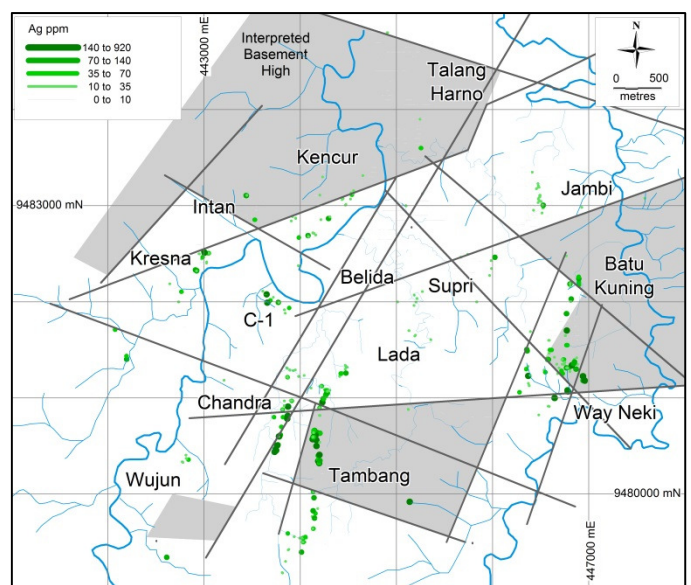 Ag ppm
140 to 920
70 to 140
35 to 70
10 to 35
0 to 10
443000 mE
Interpreted
Basement
High
N
0 500
metres
Talang
Harno
Kencur
9483000 mN
Jambi
Intan
Kresna
Belida
Supri
Batu
Kuning
C-1
Lada
Chandra
Way Neki
Wujun
Tambang
9480000 mN
447000 mE